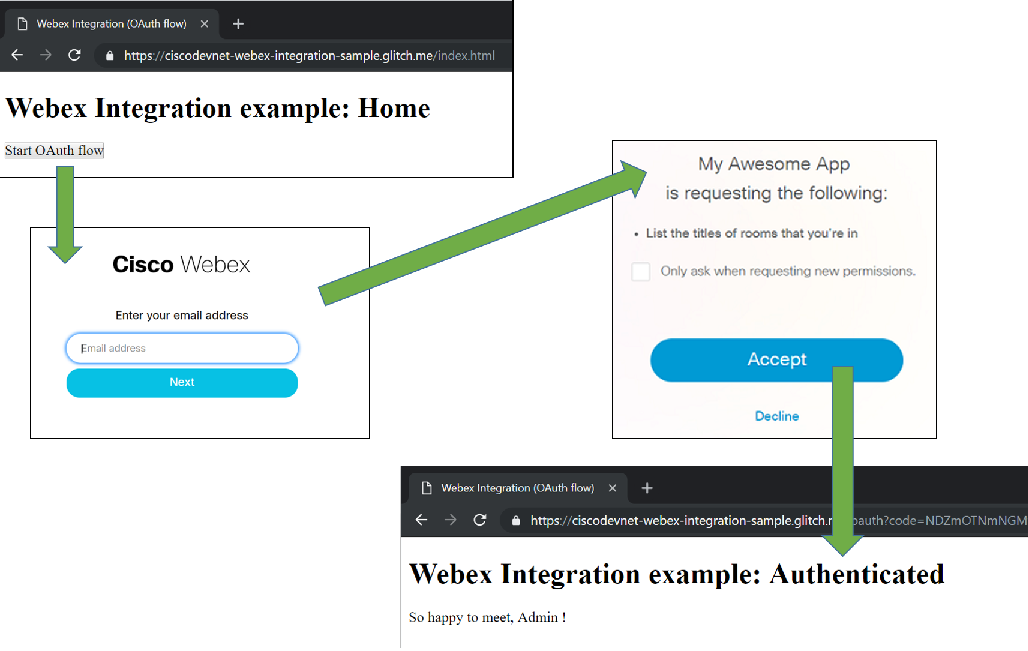 Webex Integration (OAuth flow)
https://ciscodevnet-webex-integration-sample.glitch.me/index.html
Webex Integration example: Home
Start OAuth flow
Cisco Webex
Enter your email address
Email address
Next
My Awesome App
is requesting the following:
• List the titles of rooms that you're in
Only ask when requesting new permissions.
Accept
Decline
Webex Integration (OAuth flow)
https://ciscodevnet-webex-integration-sample.glitch.m oauth?code=NDZmOTNmNGM
Webex Integration example: Authenticated
So happy to meet, Admin !